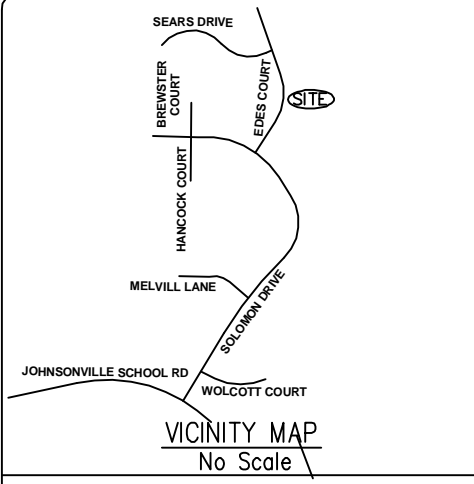 SEARS DRIVE
BREWSTER
COURT
EDES COURT
SITE
HANCOCK COURT
MELVILL LANE
SOLOMON DRIVE
JOHNSONVILLE SCHOOL RD
WOLCOTT COURT
VICINITY MAP
No Scale